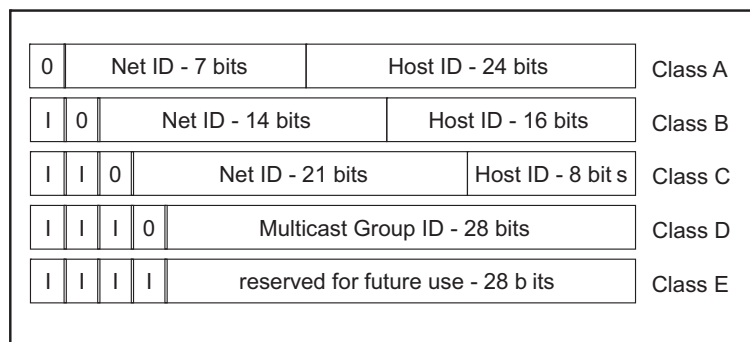 0 Net ID - 7 bits Host ID - 24 bits Class A
I 0 Net ID - 14 bits Host ID - 16 bits Class B
I I 0 Net ID - 21 bits Host ID - 8 bit s Class C
I I I 0 Multicast Group ID - 28 bits Class D
I I I I reserved for future use - 28 b its Class E